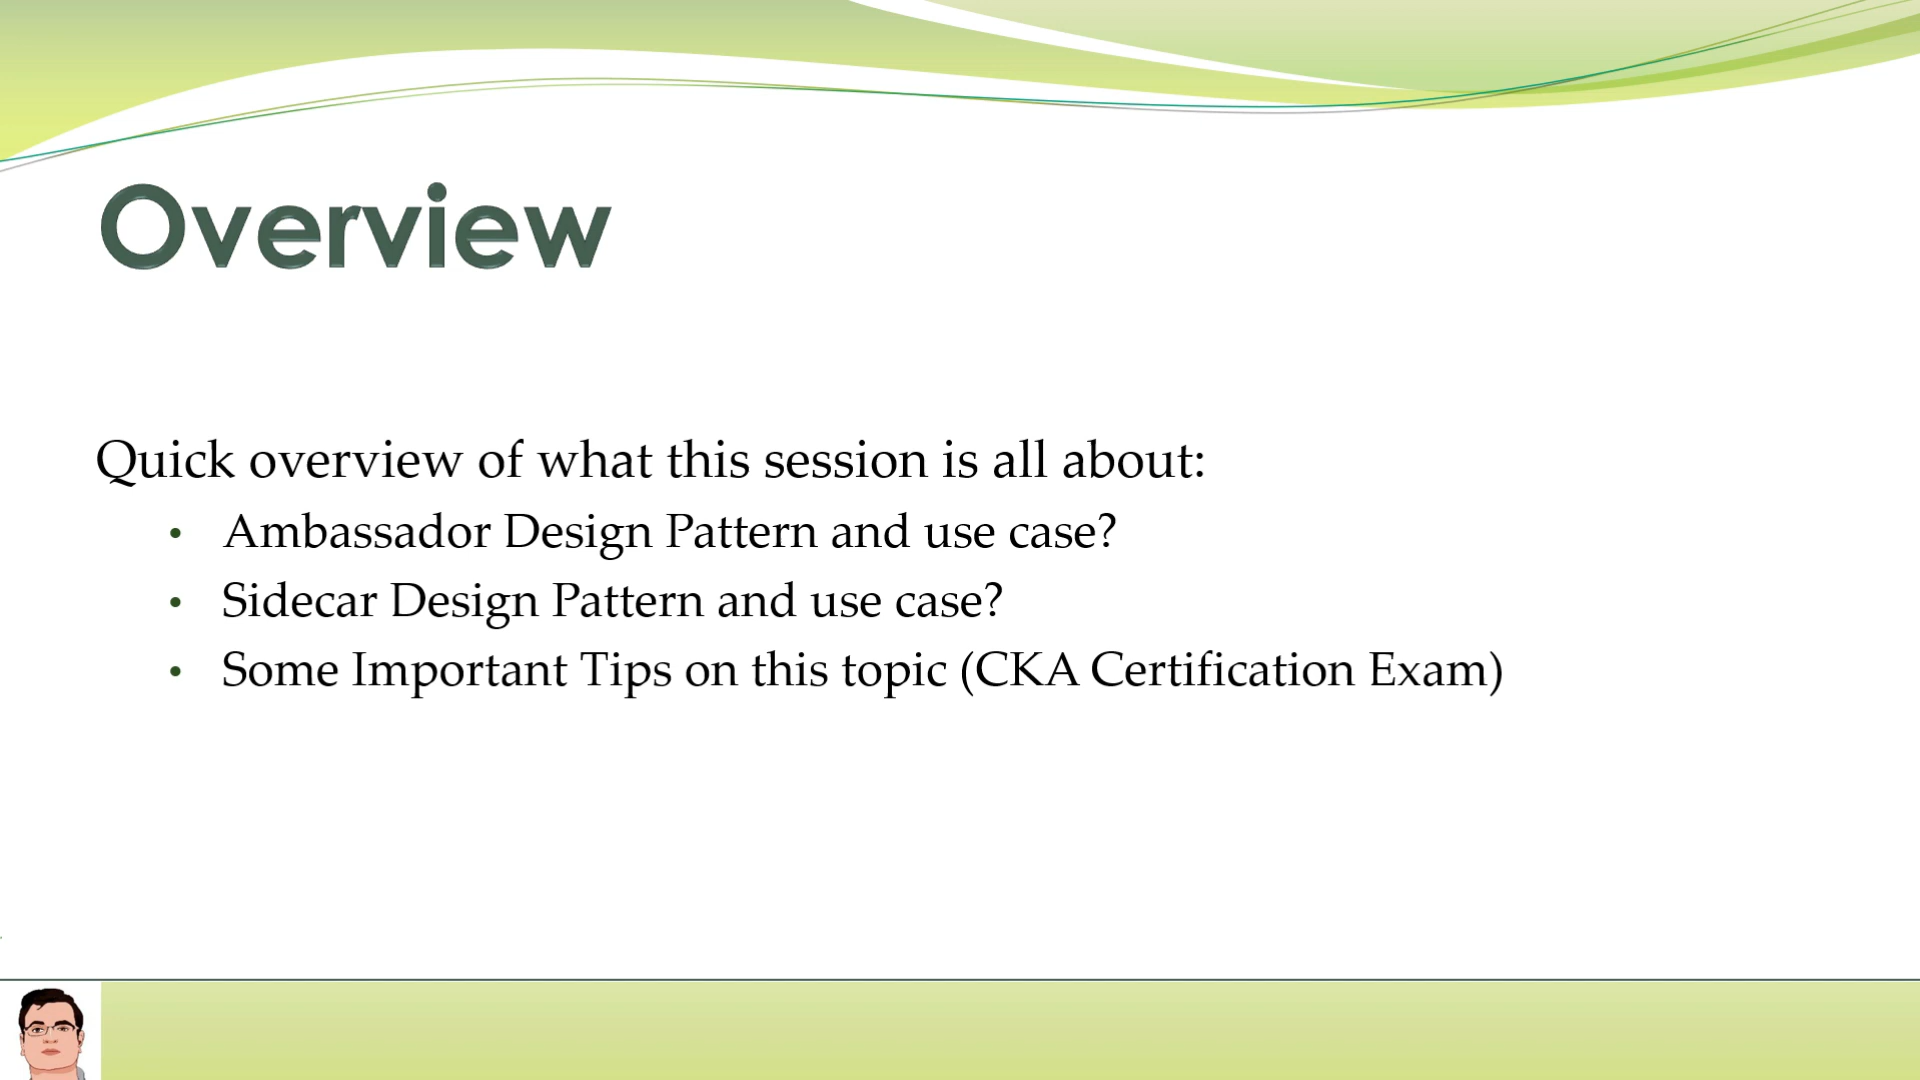 Overview
Quick overview of what this session is all about:
• Ambassador Design Pattern and use case?
• Sidecar Design Pattern and use case?
• Some Important Tips on this topic (CKA Certification Exam)